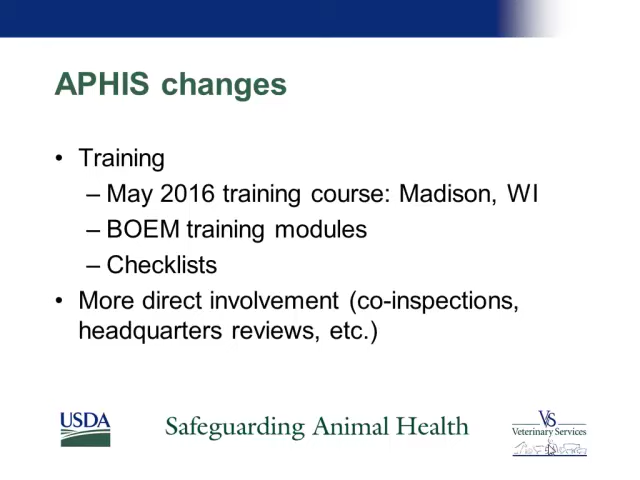 APHIS changes
• Training
– May 2016 training course: Madison, WI
– BOEM training modules
– Checklists
• More direct involvement (co-inspections,
headquarters reviews, etc.)
USDA
Safeguarding Animal Health
VS
Veterinary Services